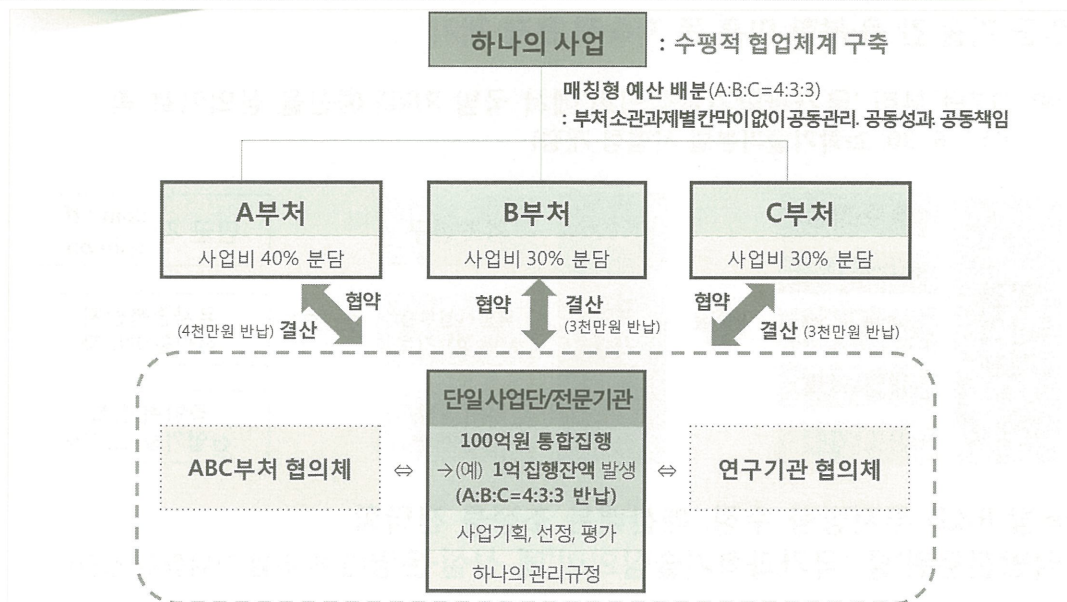 하나의 사업 : 수평적 협업체계 구축
매칭형 예산 배분(A:B:C=4:3:3)
: 부처 소관과제별 칸막이 없이 공동관리. 공동성과. 공동책임
A부처
사업비 40% 분담
B부처
사업비 30% 분담
C부처
사업비 30% 분담
협약
(4천만원 반납) 결산
협약
결산
(3천만원 반납)
협약
결산 (3천만원 반납)
ABC부처 협의체
⇔
단일 사업단/전문기관
100억원 통합집행
→(예) 1억 집행잔액 발생
(A:B:C=4:3:3 반납)
사업기획, 선정, 평가
하나의 관리규정
⇔
연구기관 협의체